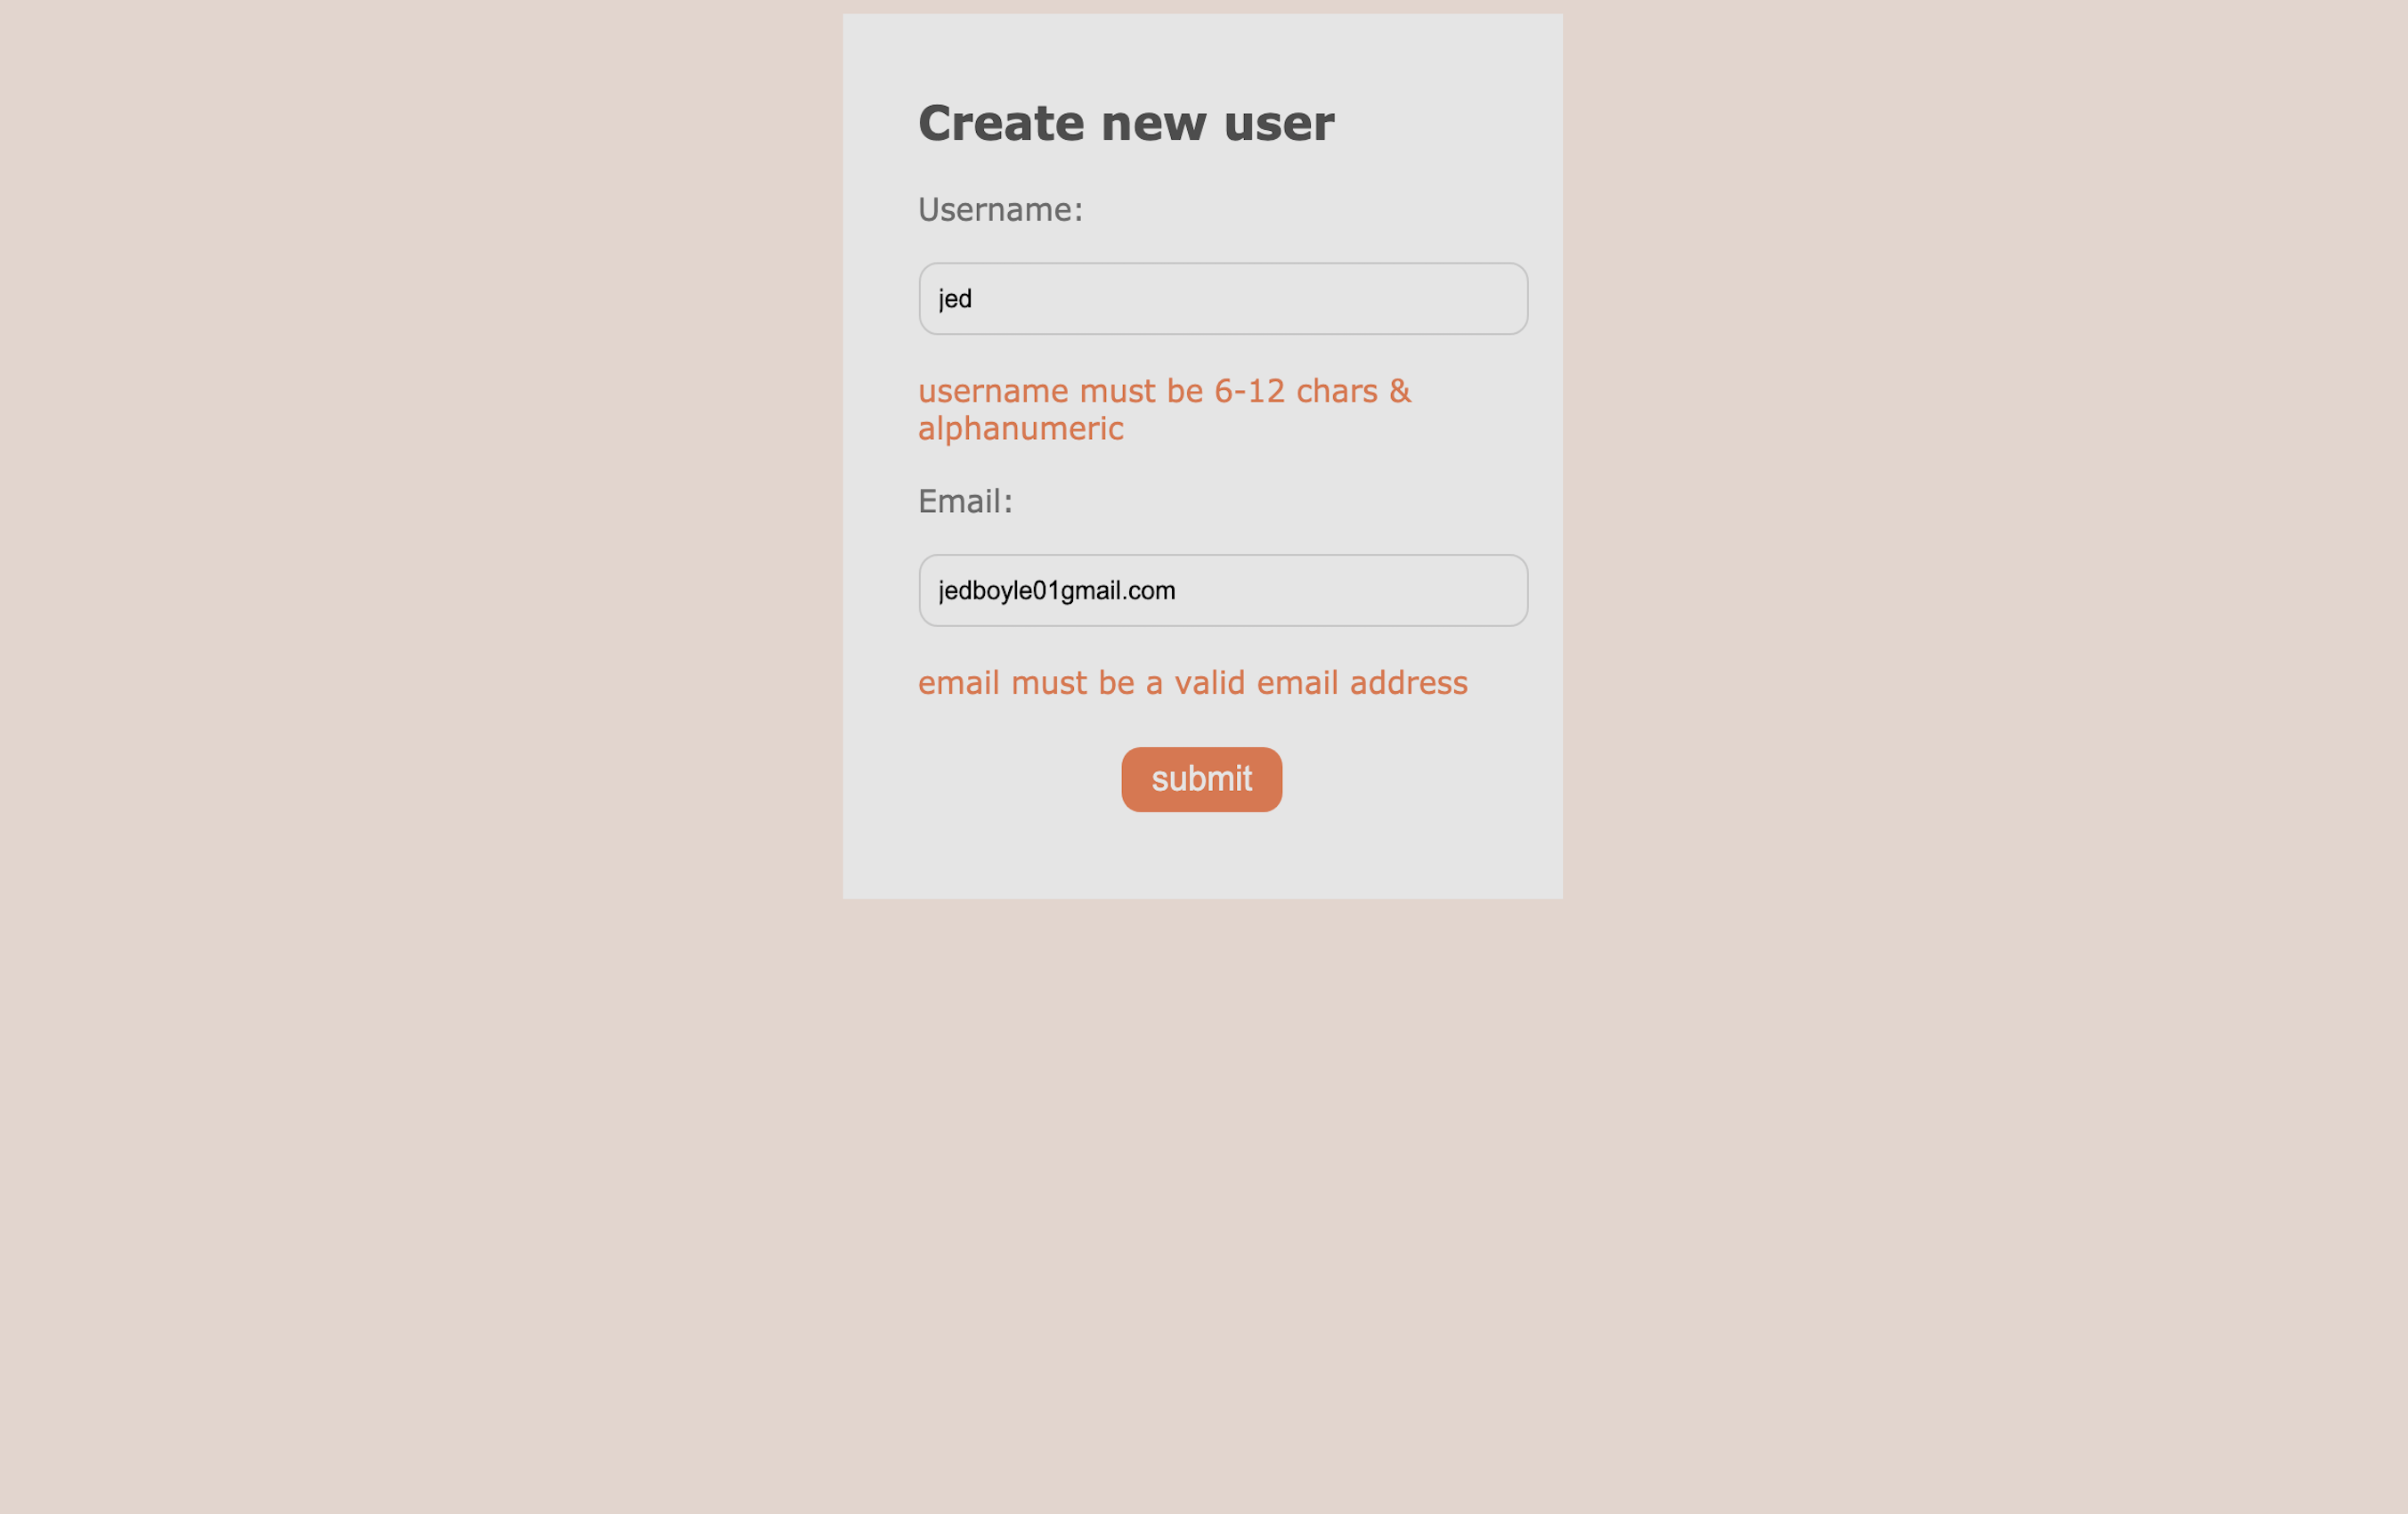 Create new user
Username:
jed
username must be 6-12 chars &
alphanumeric
Email:
jedboyle01gmail.com
email must be a valid email address
submit